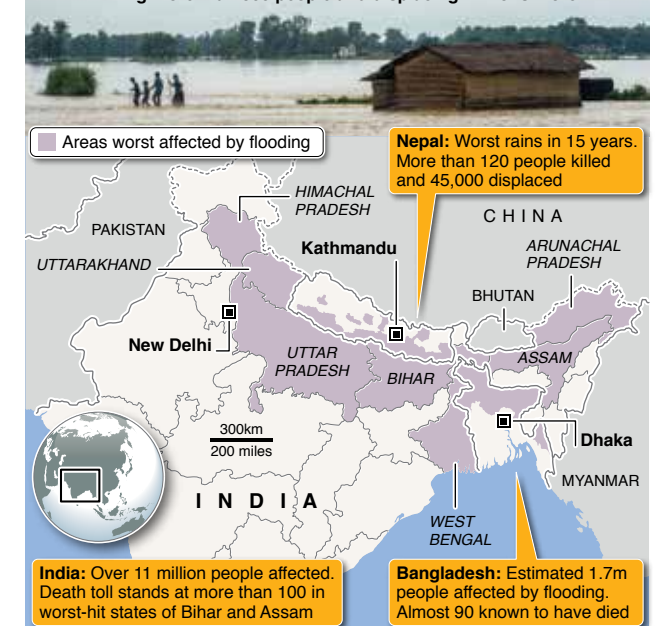 Areas worst affected by flooding
Nepal: Worst rains in 15 years.
More than 120 people killed
and 45,000 displaced
HIMACHAL
PRADESH
PAKISTAN
CHINA
UTTARAKHAND
Kathmandu
ARUNACHAL
PRADESH
BHUTAN
New Delhi
UTTAR
PRADESH
BIHAR
ASSAM
300km
200 miles
Dhaka
MYANMAR
INDIA
WEST
BENGAL
India: Over 11 million people affected.
Death toll stands at more than 100 in
worst-hit states of Bihar and Assam
Bangladesh: Estimated 1.7m
people affected by flooding.
Almost 90 known to have died